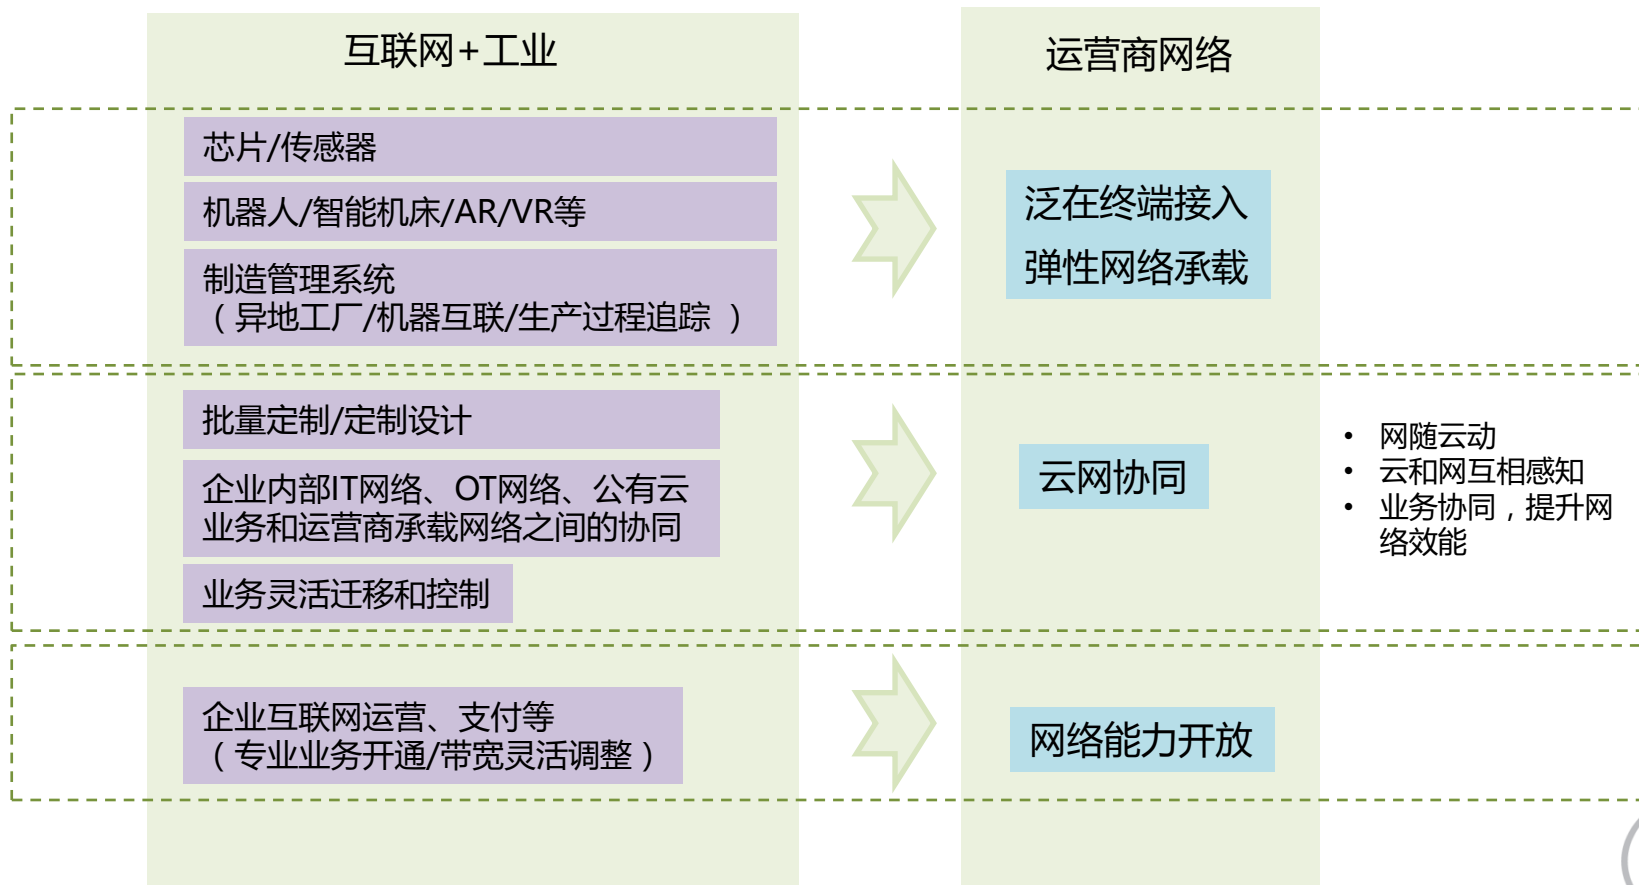 互联网+工业
运营商网络
芯片/传感器
机器人/智能机床/AR/VR等
制造管理系统
（异地工厂/机器互联/生产过程追踪 ）
泛在终端接入
弹性网络承载
批量定制/定制设计
企业内部IT网络、OT网络、公有云
业务和运营商承载网络之间的协同
业务灵活迁移和控制
云网协同
• 网随云动
• 云和网互相感知
• 业务协同，提升网
络效能
企业互联网运营、支付等
（专业业务开通/带宽灵活调整）
网络能力开放